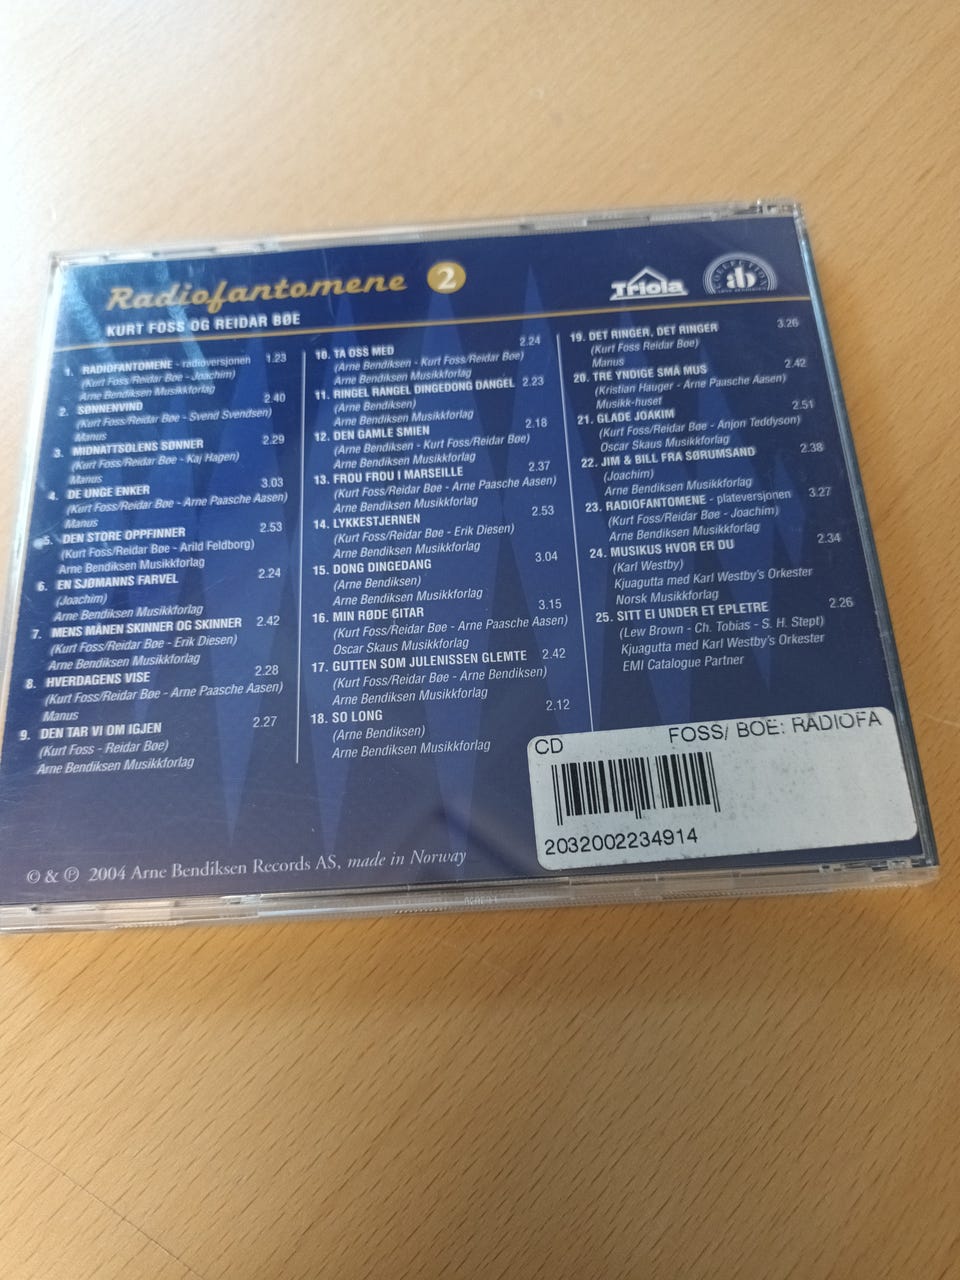 Radiofantomene 2
KURT FOSS OG REIDAR BØE
Triola
COLLECTION
ab
ARNE BENDIKSEN
1. RADIOFANTOMENE - radioversjonen 1.23
(Kurt Foss/Reidar Bøe - Joachim)
Arne Bendiksen Musikkforlag
2. SØNNENVIND 2.40
(Kurt Foss/Reidar Bøe - Svend Svendsen)
Manus
3. MIDNATTSOLENS SØNNER 2.29
(Kurt Foss/Reidar Bøe - Kaj Hagen)
Manus
4. DE UNGE ENKER 3.03
(Kurt Foss/Reidar Bøe - Arne Paasche Aasen)
Manus
5. DEN STORE OPPFINNER 2.53
(Kurt Foss/Reidar Bøe - Arild Feldborg)
Arne Bendiksen Musikkforlag
6. EN SJØMANNS FARVEL 2.24
(Joachim)
Arne Bendiksen Musikkforlag
7. MENS MÅNEN SKINNER OG SKINNER 2.42
(Kurt Foss/Reidar Bøe - Erik Diesen)
Arne Bendiksen Musikkforlag
8. HVERDAGENS VISE 2.28
(Kurt Foss/Reidar Bøe - Arne Paasche Aasen)
Manus
9. DEN TAR VI OM IGJEN 2.27
(Kurt Foss - Reidar Bøe)
Arne Bendiksen Musikkforlag
10. TA OSS MED 2.24
(Arne Bendiksen - Kurt Foss/Reidar Bøe)
Arne Bendiksen Musikkforlag
11. RINGEL RANGEL DINGEDONG DANGEL 2.23
(Arne Bendiksen)
Arne Bendiksen Musikkforlag
12. DEN GAMLE SMIEN 2.18
(Arne Bendiksen - Kurt Foss/Reidar Bøe)
Arne Bendiksen Musikkforlag
13. FROU FROU I MARSEILLE 2.37
(Kurt Foss/Reidar Bøe - Arne Paasche Aasen)
Arne Bendiksen Musikkforlag
14. LYKKESTJERNEN 2.53
(Kurt Foss/Reidar Bøe - Erik Diesen)
Arne Bendiksen Musikkforlag
15. DONG DINGEDANG 3.04
(Arne Bendiksen)
Arne Bendiksen Musikkforlag
16. MIN RØDE GITAR 3.15
(Kurt Foss/Reidar Bøe - Arne Paasche Aasen)
Oscar Skaus Musikkforlag
17. GUTTEN SOM JULENISSEN GLEMTE 2.42
(Kurt Foss/Reidar Bøe - Arne Bendiksen)
Arne Bendiksen Musikkforlag
18. SO LONG 2.12
(Arne Bendiksen)
Arne Bendiksen Musikkforlag
19. DET RINGER, DET RINGER 3.26
(Kurt Foss Reidar Bøe)
Manus
20. TRE YNDIGE SMÅ MUS 2.42
(Kristian Hauger - Arne Paasche Aasen)
Musikk-huset
21. GLADE JOAKIM 2.51
(Kurt Foss/Reidar Bøe - Anjon Teddyson)
Oscar Skaus Musikkforlag
22. JIM & BILL FRA SØRUMSAND 2.38
(Joachim)
Arne Bendiksen Musikkforlag
23. RADIOFANTOMENE - plateversjonen 3.27
(Kurt Foss/Reidar Bøe - Joachim)
Arne Bendiksen Musikkforlag
24. MUSIKUS HVOR ER DU 2.34
(Karl Westby)
Kjuagutta med Karl Westby's Orkester
Norsk Musikkforlag
25. SITT EI UNDER ET EPLETRE 2.26
(Lew Brown - Ch. Tobias - S. H. Stept)
Kjuagutta med Karl Westby's Orkester
EMI Catalogue Partner
CD FOSS/ BOE: RADIOFA
2032002234914
© & ℗ 2004 Arne Bendiksen Records AS, made in Norway